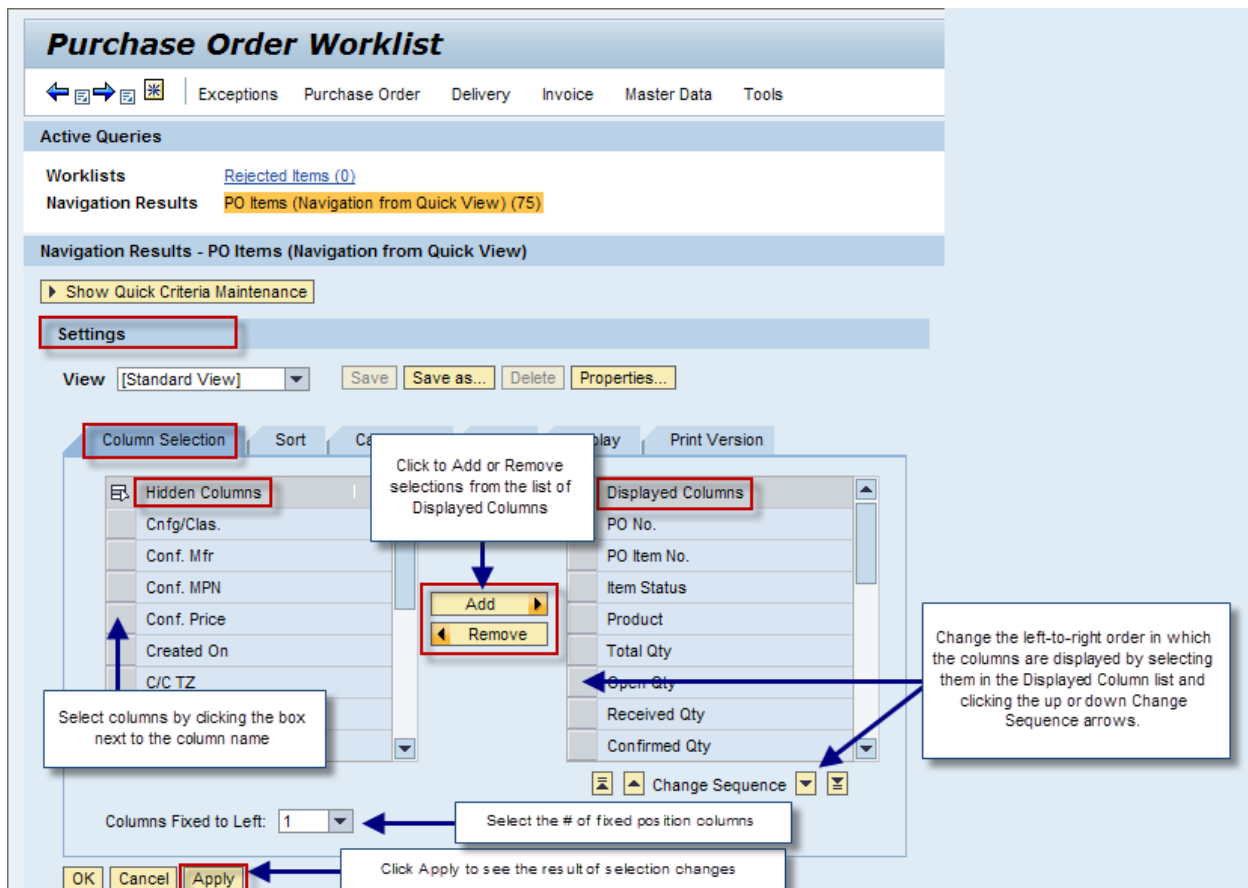 Purchase Order Worklist
Exceptions Purchase Order Delivery Invoice Master Data Tools
Active Queries
Worklists Rejected Items (0)
Navigation Results PO Items (Navigation from Quick View) (75)
Navigation Results - PO Items (Navigation from Quick View)
Show Quick Criteria Maintenance
Settings
View [Standard View] Save Save as... Delete Properties...
Column Selection Sort Print Version
Click to Add or Remove
selections from the list of
Displayed Columns
Hidden Columns
Cnfg/Clas.
Conf. Mfr
Conf. MPN
Conf. Price
Created On
C/C TZ
Select columns by clicking the box
next to the column name
Add
Remove
Displayed Columns
PO No.
PO Item No.
Item Status
Product
Total Qty
Open Qty
Received Qty
Confirmed Qty
Change the left-to-right order in which
the columns are displayed by selecting
them in the Displayed Column list and
clicking the up or down Change
Sequence arrows.
Change Sequence
Columns Fixed to Left: 1
Select the # of fixed position columns
Click Apply to see the result of selection changes
OK Cancel Apply